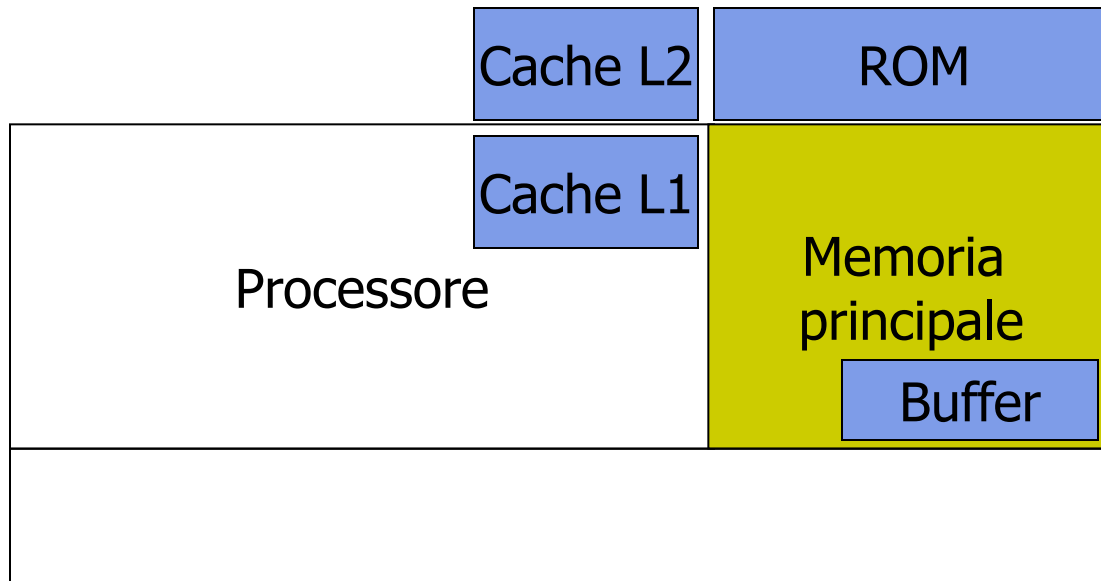 Cache L2
ROM
Cache L1
Processore
Memoria
principale
Buffer